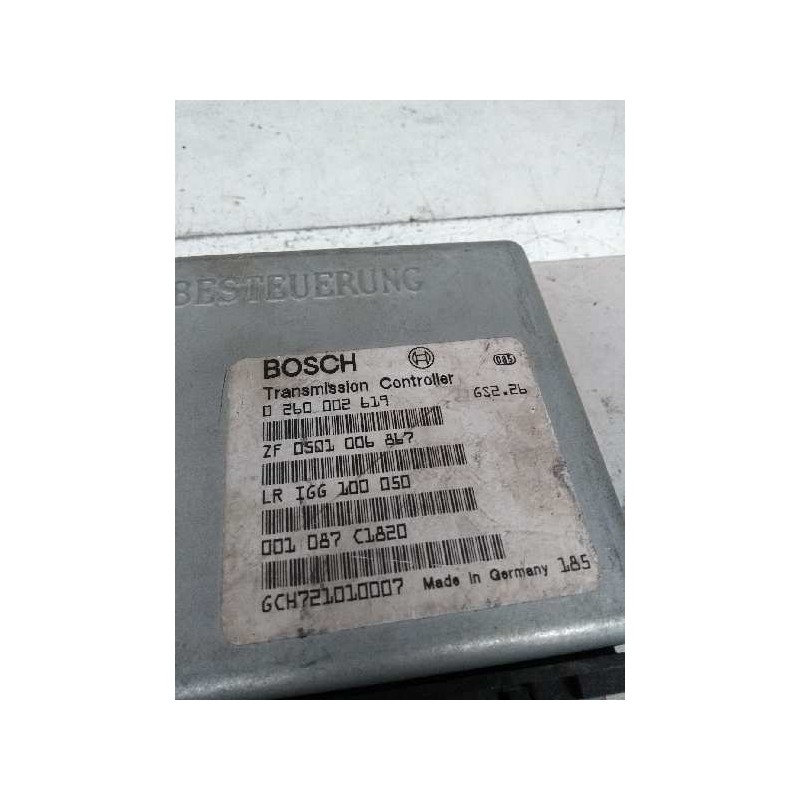 BESTEUERUNG
BOSCH 085
Transmission Controller
0 260 002 619 GS2.26
ZF 0501 006 867
LR IGG 100 050
001 087 C1820
GCH721010007 Made in Germany 185